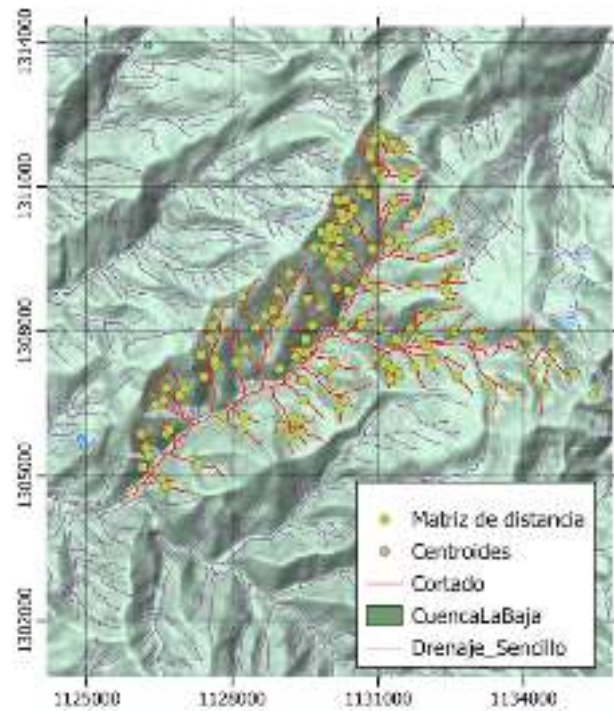 1314000
1311000
1308000
1305000
1302000
Matriz de distancia
Centroides
Cortado
CuencaLaBaja
Drenaje_Sencillo
1125000
1128000
1131000
1134000